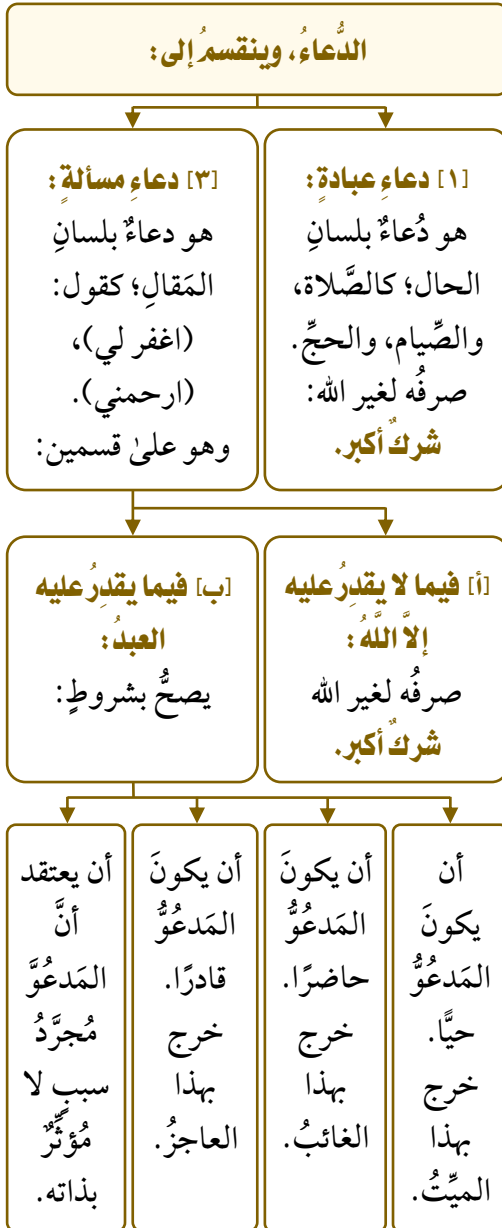 الدُّعاءُ، وينقسمُ إلى:
[١] دعاءِ عبادةٍ:
هو دُعاءٌ بلسانِ
الحال؛ كالصَّلاة،
والصِّيام، والحجِّ.
صرفُه لغير الله:
شركٌ أكبر.
[٣] دعاءِ مسألةٍ:
هو دعاءٌ بلسانِ
المَقالِ؛ كقول:
(اغفر لي)،
(ارحمني).
وهو علىٰ قسمين:
[أ] فيما لا يقدرُ عليه
إلاَّ اللَّهُ:
صرفُه لغير الله
شركٌ أكبر.
[ب] فيما يقدِرُ عليه
العبدُ:
يصحُّ بشروطٍ:
أن
يكونَ
المَدعُوُّ
حيًّا.
خرج
بهذا
الميِّتُ.
أن يكونَ
المَدعُوُّ
حاضرًا.
خرج
بهذا
الغائبُ.
أن يكونَ
المَدعُوُّ
قادرًا.
خرج
بهذا
العاجزُ.
أن يعتقد
أنَّ
المَدعُوَّ
مُجرَّدُ
سببٍ لا
مُؤثِّرٌ
بذاته.